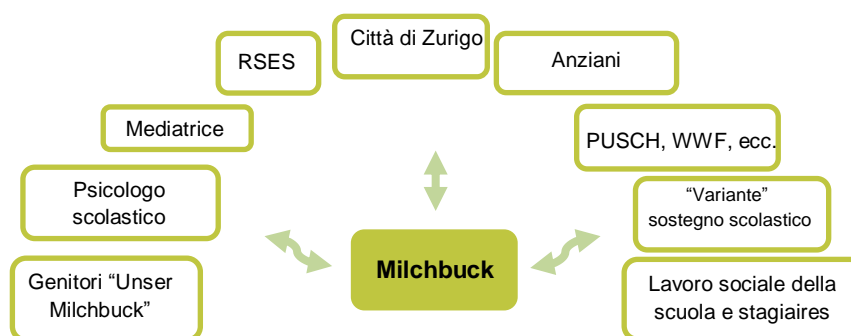 Città di Zurigo
RSES
Anziani
Mediatrice
PUSCH, WWF, ecc.
Psicologo
scolastico
“Variante”
sostegno scolastico
Milchbuck
Genitori “Unser
Milchbuck”
Lavoro sociale della
scuola e stagiaires